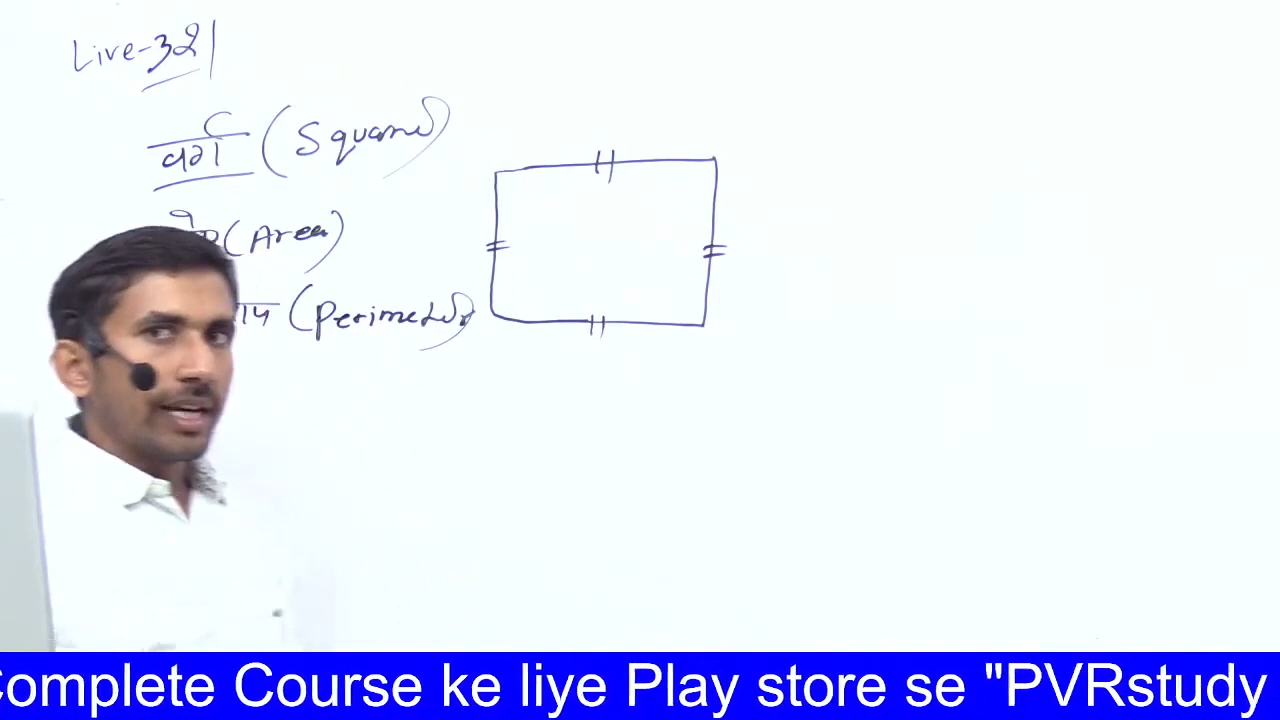 Live-321
वर्ग (Square)
(Area)
(Perimeter)
Complete Course ke liye Play store se "PVRstudy